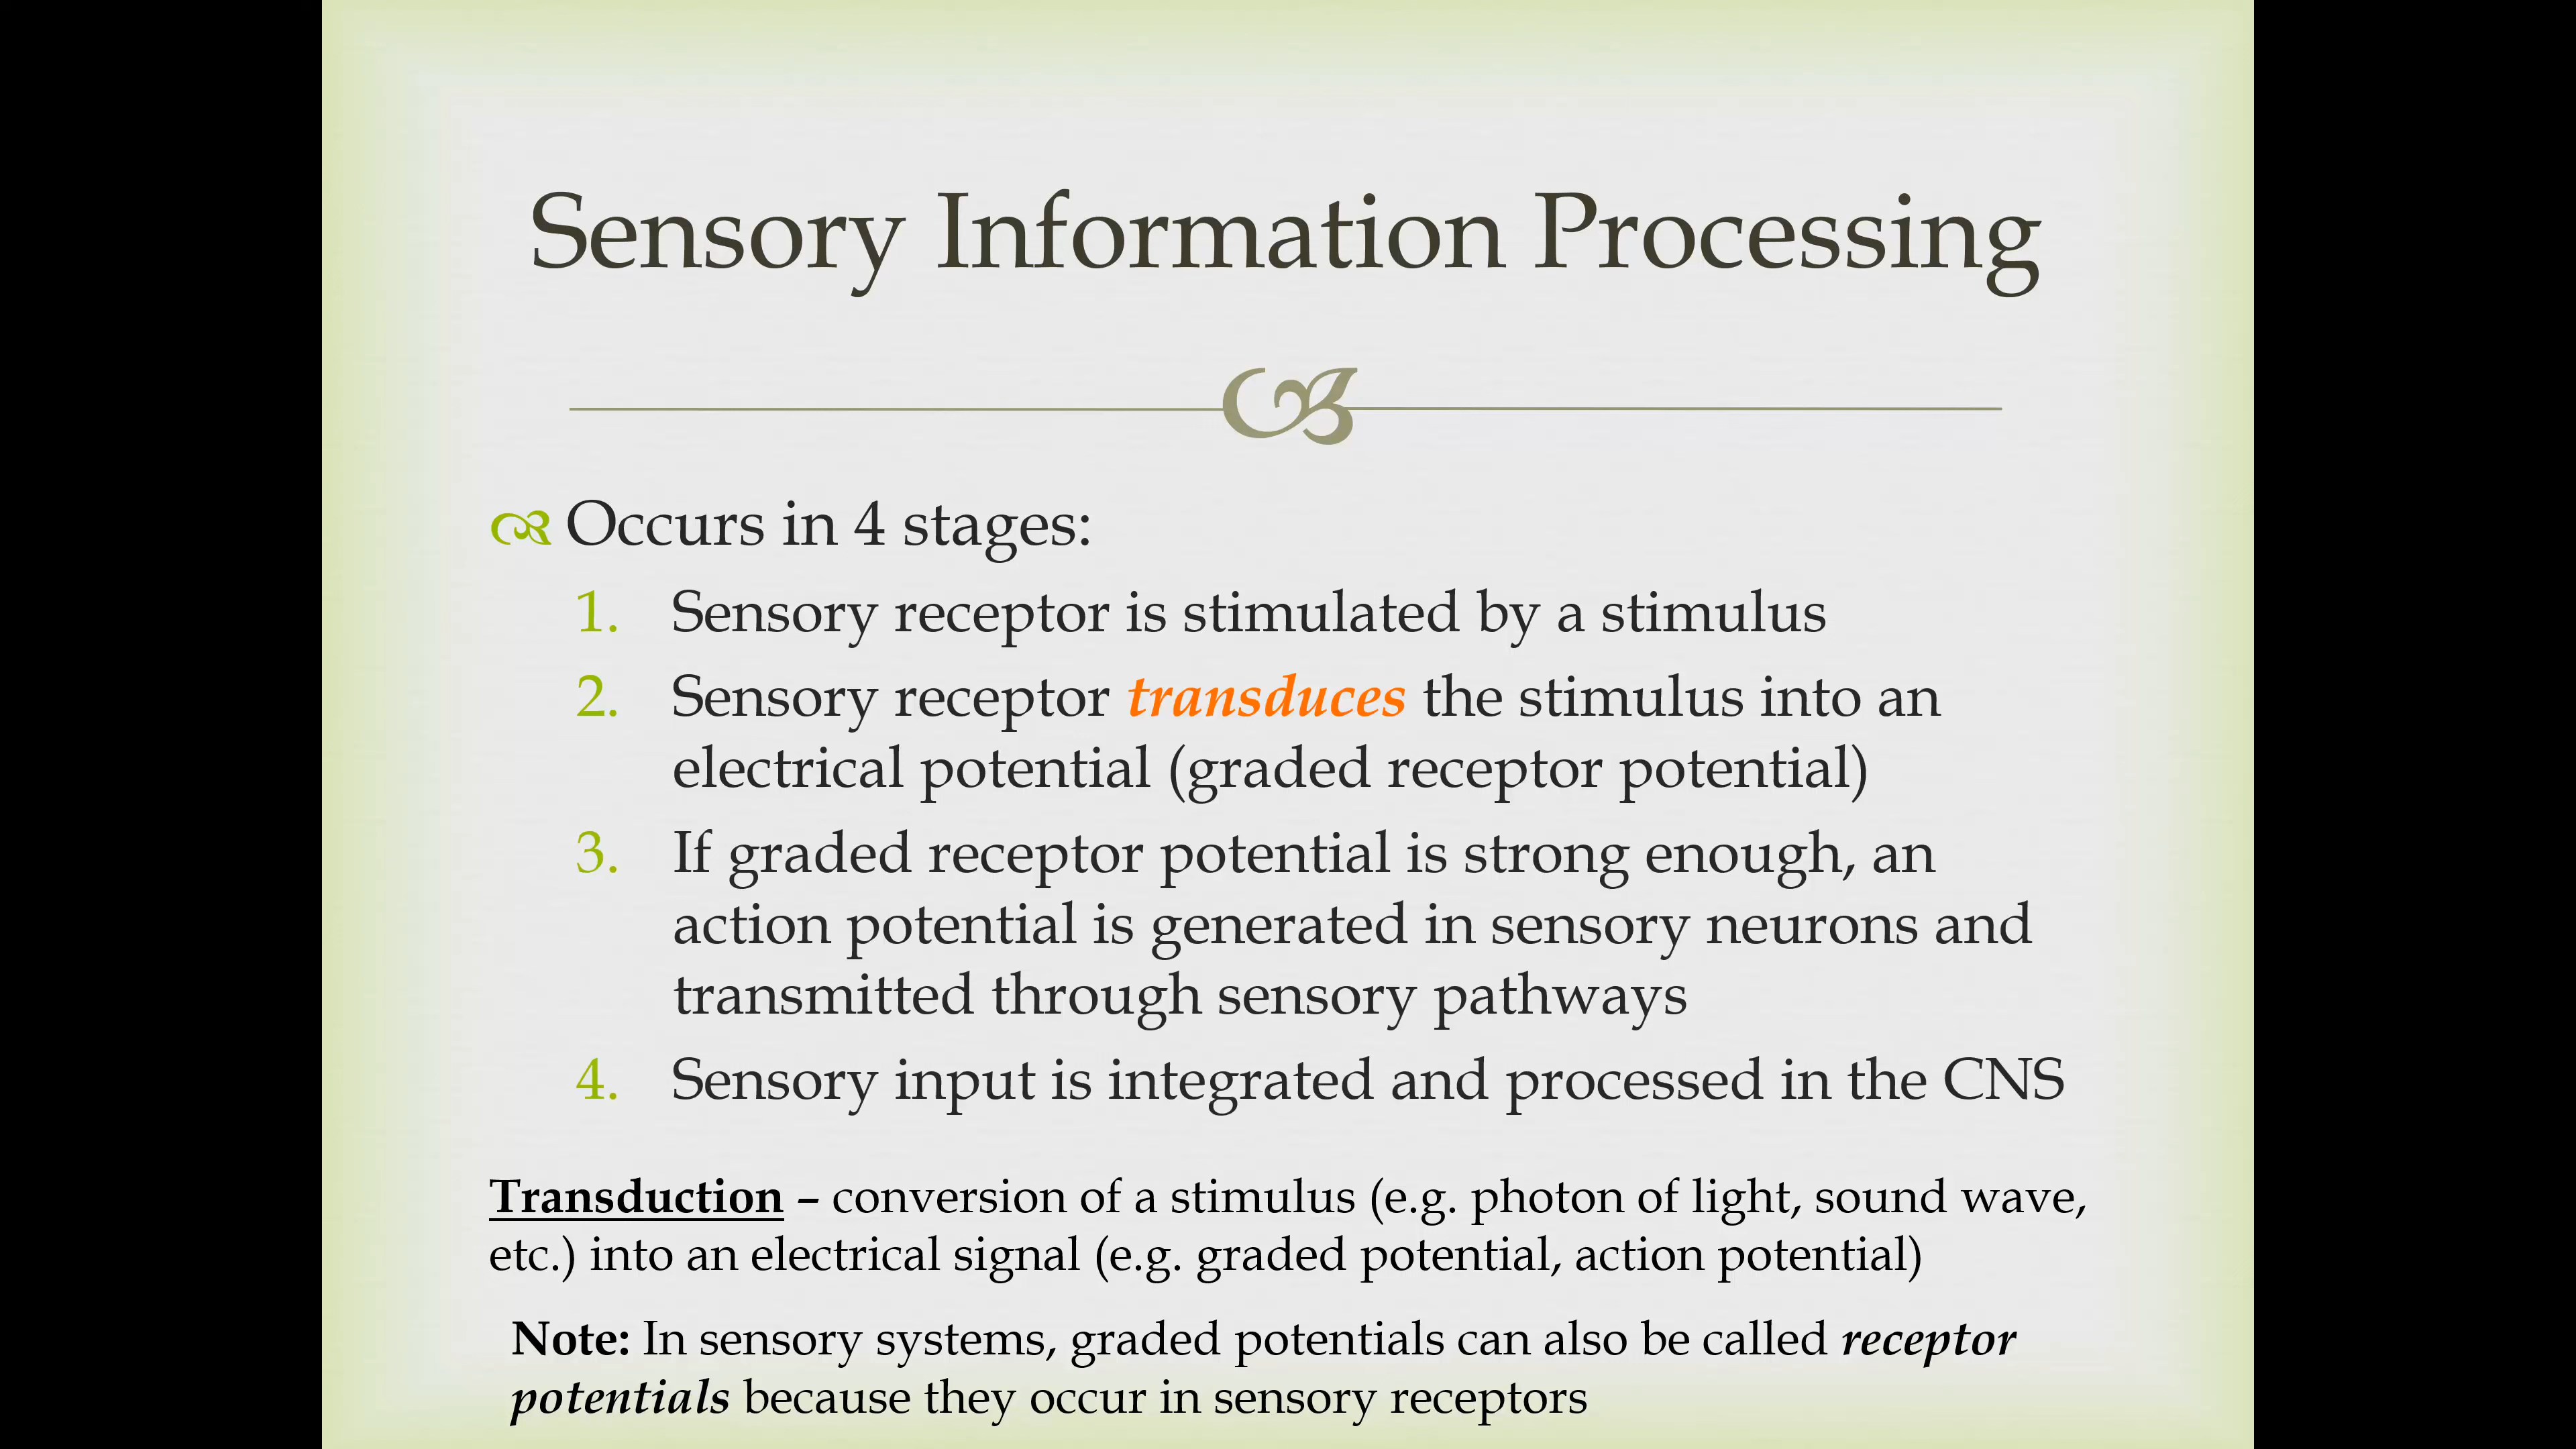 Sensory Information Processing
Occurs in 4 stages:
1. Sensory receptor is stimulated by a stimulus
2. Sensory receptor transduces the stimulus into an
electrical potential (graded receptor potential)
3. If graded receptor potential is strong enough, an
action potential is generated in sensory neurons and
transmitted through sensory pathways
4. Sensory input is integrated and processed in the CNS
Transduction – conversion of a stimulus (e.g. photon of light, sound wave,
etc.) into an electrical signal (e.g. graded potential, action potential)
Note: In sensory systems, graded potentials can also be called receptor
potentials because they occur in sensory receptors